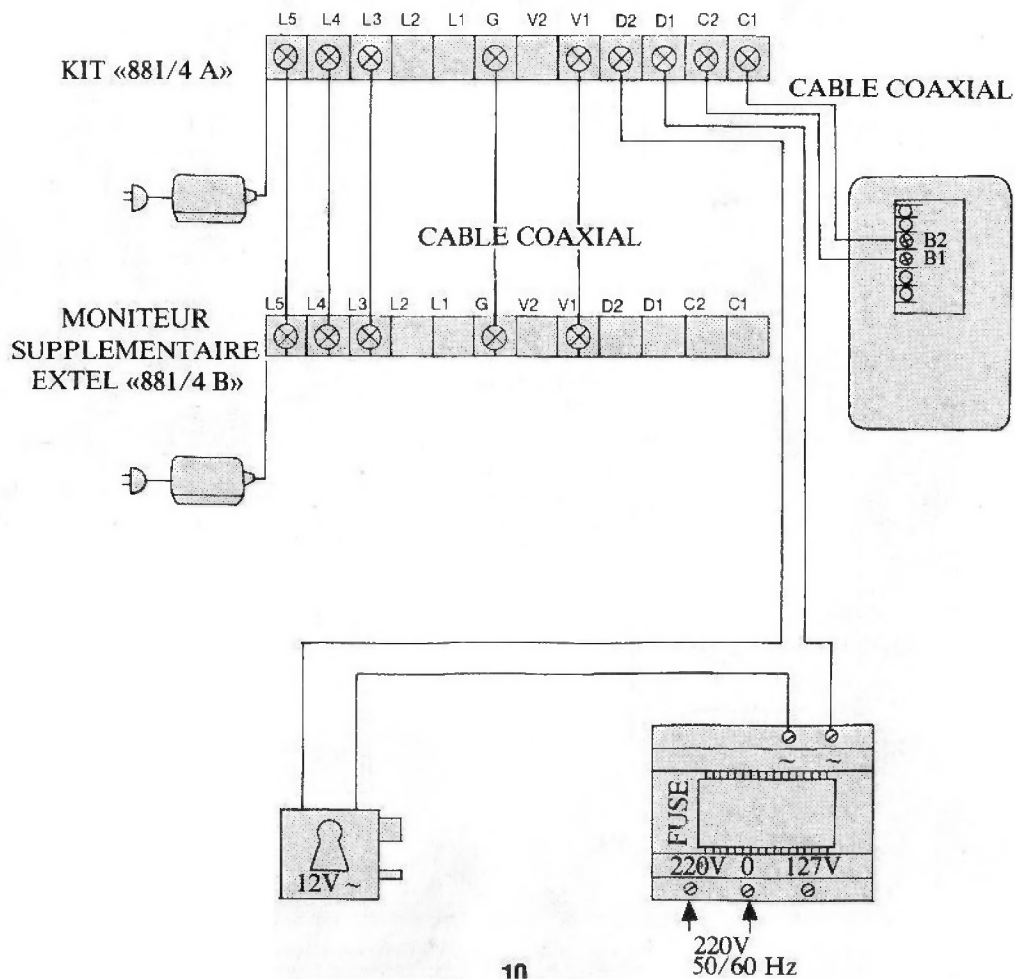 L5 L4 L3 L2 L1 G V2 V1 D2 D1 C2 C1
KIT «881/4 A»
CABLE COAXIAL
B2
B1
CABLE COAXIAL
L5 L4 L3 L2 L1 G V2 V1 D2 D1 C2 C1
MONITEUR
SUPPLEMENTAIRE
EXTEL «881/4 B»
~ ~
FUSE
220V 0 127V
12V ~
220V
50/60 Hz
10